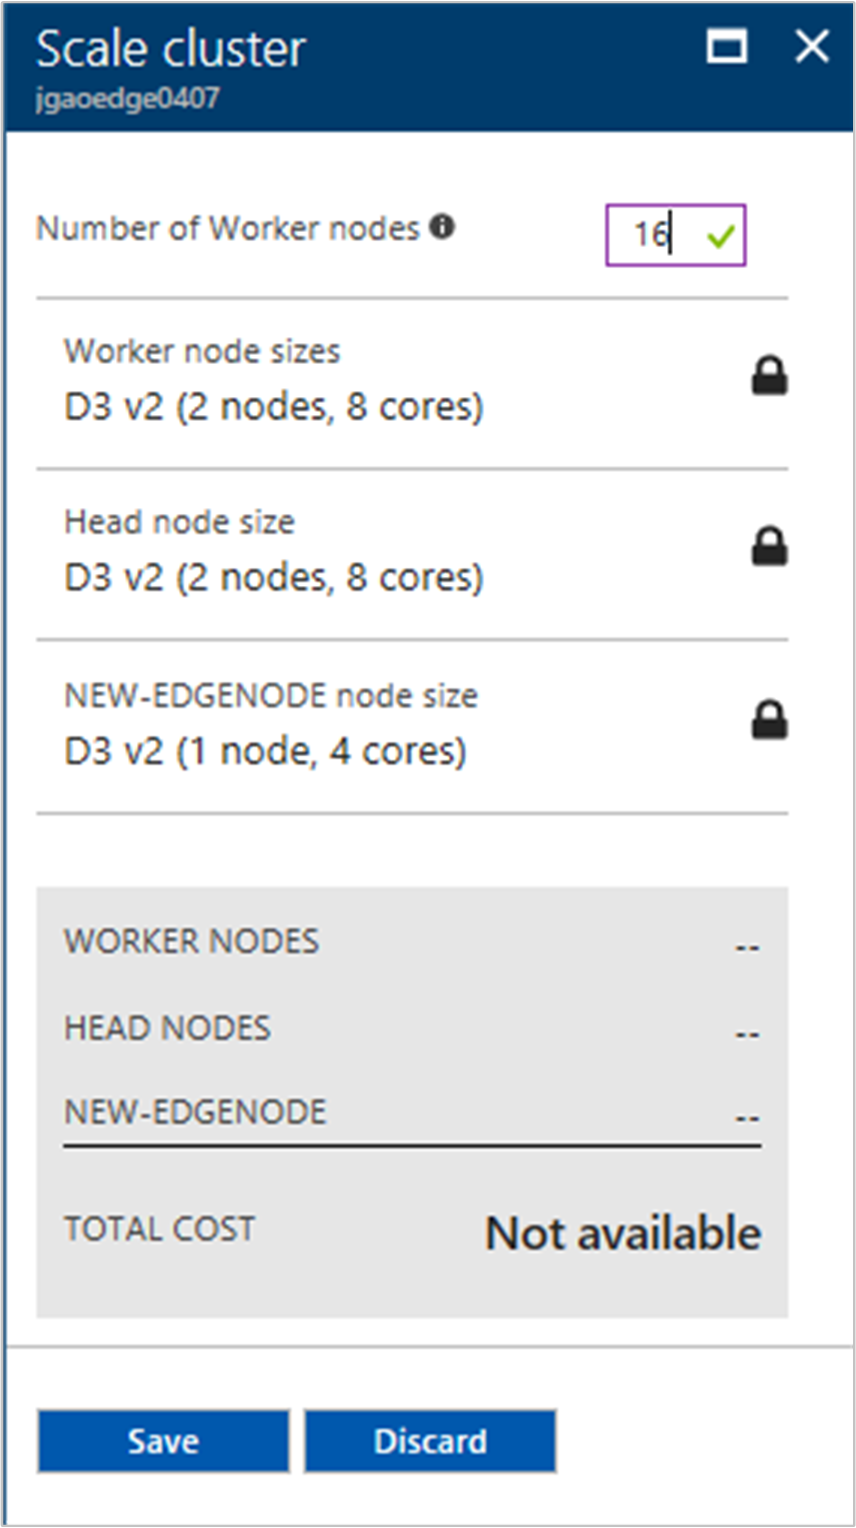 Scale cluster
jgaoedge0407
Number of Worker nodes
16
Worker node sizes
D3 v2 (2 nodes, 8 cores)
Head node size
D3 v2 (2 nodes, 8 cores)
NEW-EDGENODE node size
D3 v2 (1 node, 4 cores)
WORKER NODES --
HEAD NODES --
NEW-EDGENODE --
TOTAL COST Not available
Save Discard